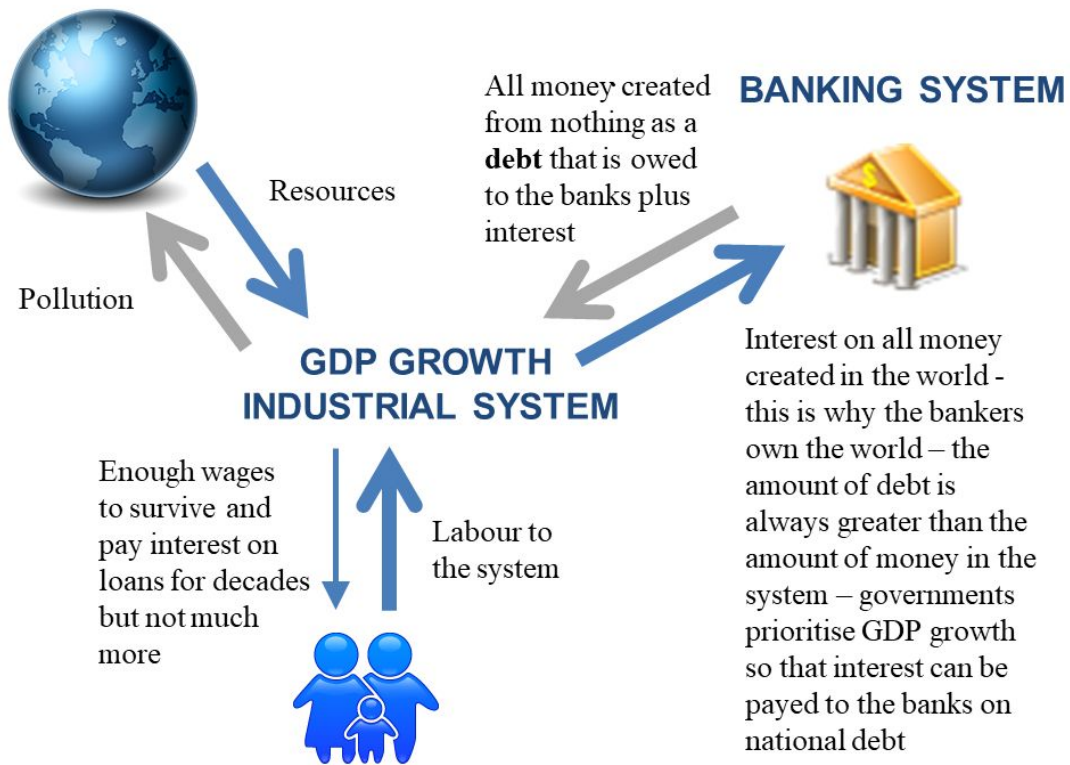 All money created
from nothing as a
debt that is owed
to the banks plus
interest
BANKING SYSTEM
$
Resources
Pollution
GDP GROWTH
INDUSTRIAL SYSTEM
Interest on all money
created in the world -
this is why the bankers
own the world – the
amount of debt is
always greater than the
amount of money in the
system – governments
prioritise GDP growth
so that interest can be
payed to the banks on
national debt
Enough wages
to survive and
pay interest on
loans for decades
but not much
more
Labour to
the system